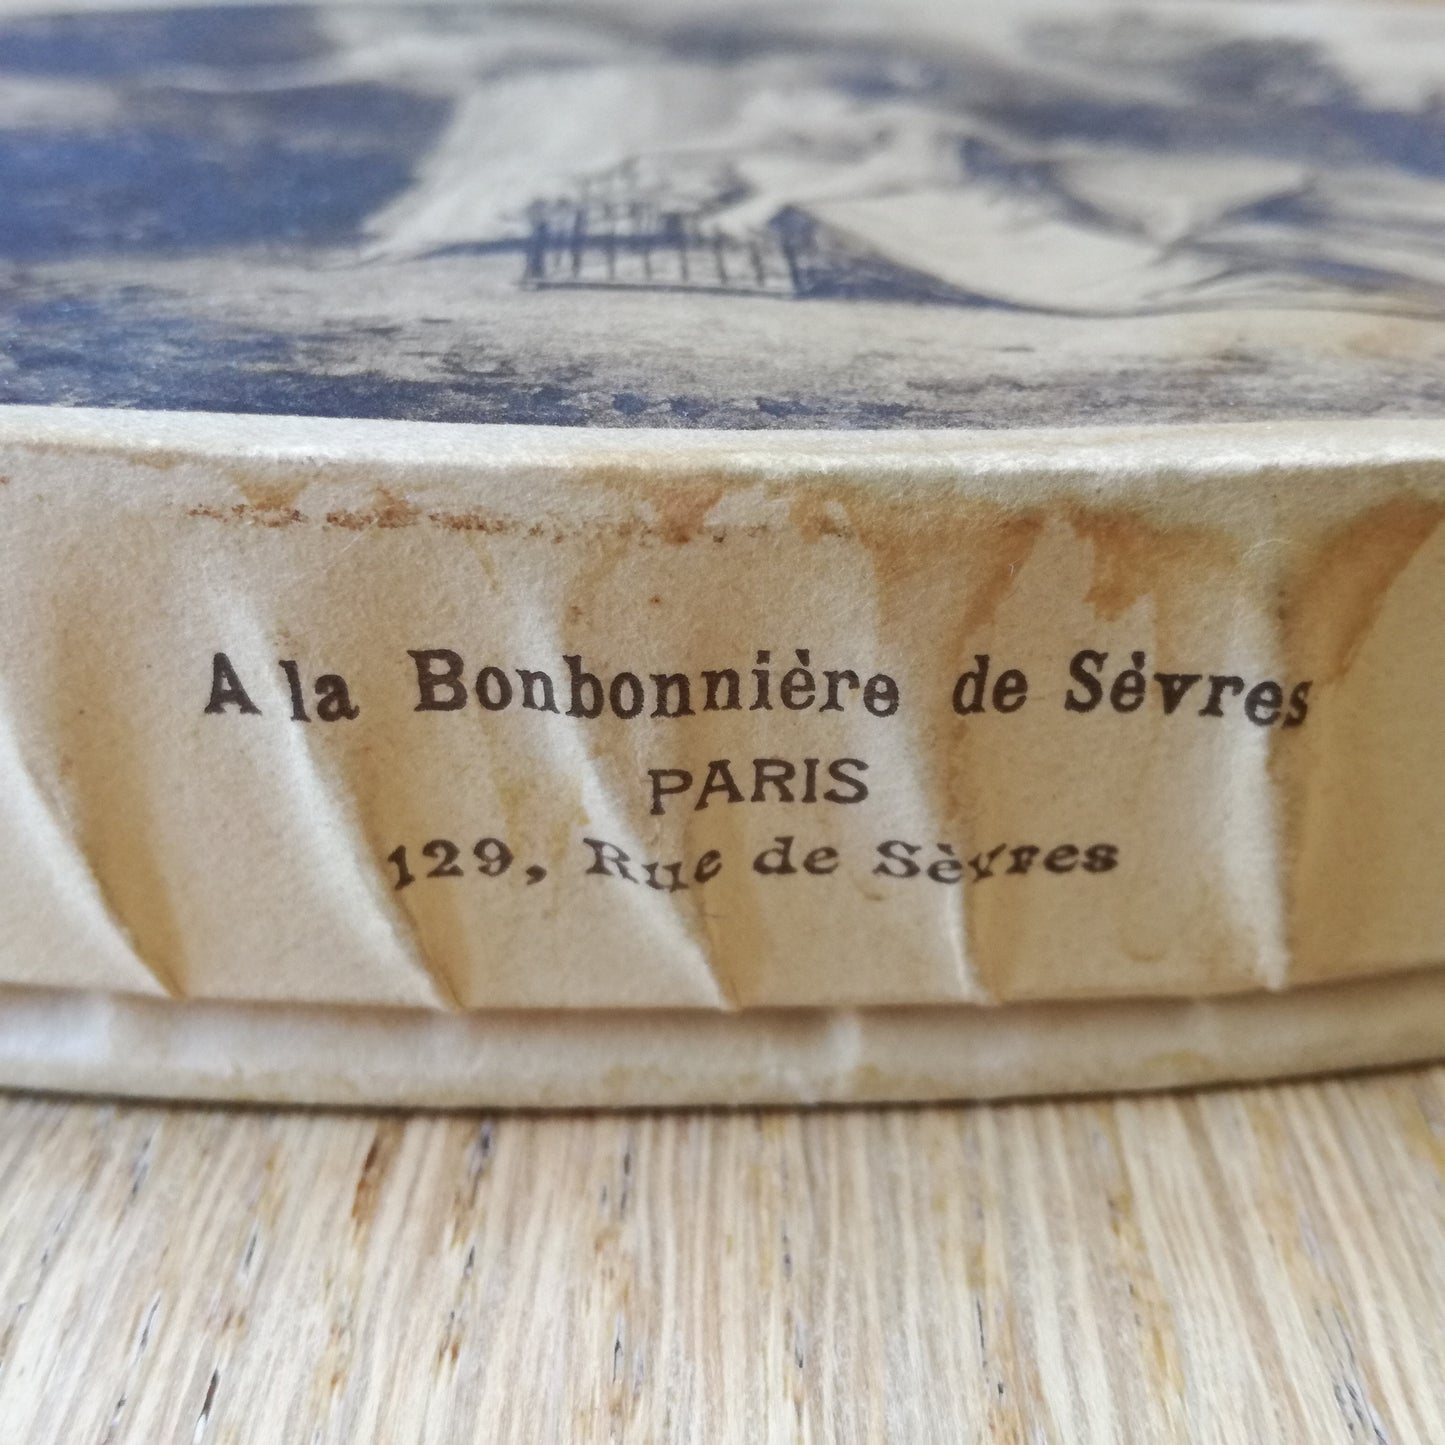 A la Bonbonnière de Sèvres
PARIS
129, Rue de Sèvres